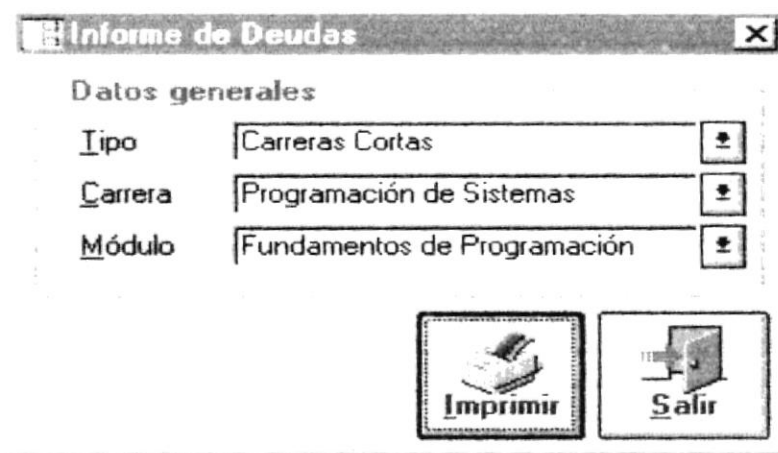 Informe de Deudas
Datos generales
Tipo Carreras Cortas
Carrera Programación de Sistemas
Módulo Fundamentos de Programación
Imprimir Salir